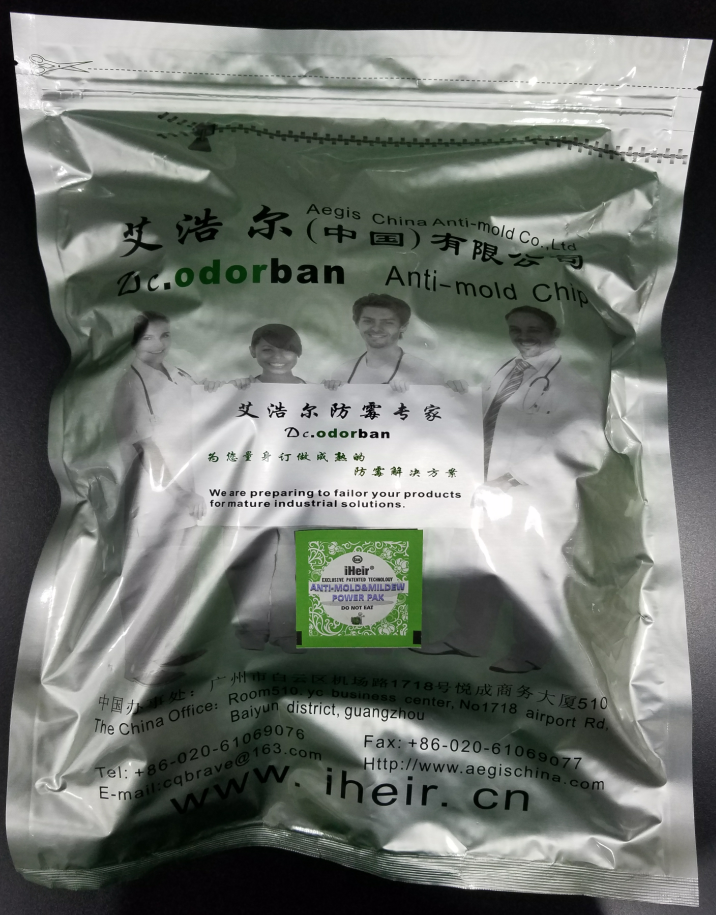 Aegis China Anti-mold Co.,Ltd
艾浩尔(中国)有限公司
Dc.odorban Anti-mold Chip
艾浩尔防霉专家
Dc.odorban
为您量身订做成熟的
防霉解决方案
We are preparing to failor your products
for mature industrial solutions.
iHeir®
EXCLUSIVE PATENTED TECHNOLOGY
ANTI-MOLD&MILDEW
POWER PAK
DO NOT EAT
中国办事处：广州市白云区机场路1718号悦成商务大厦510
The China Office: Room510, yc business center, No1718 airport Rd,
Baiyun district, guangzhou
Tel: +86-020-61069076 Fax: +86-020-61069077
E-mail:cqbrave@163.com Http://www.aegischina.com
www.iheir.cn